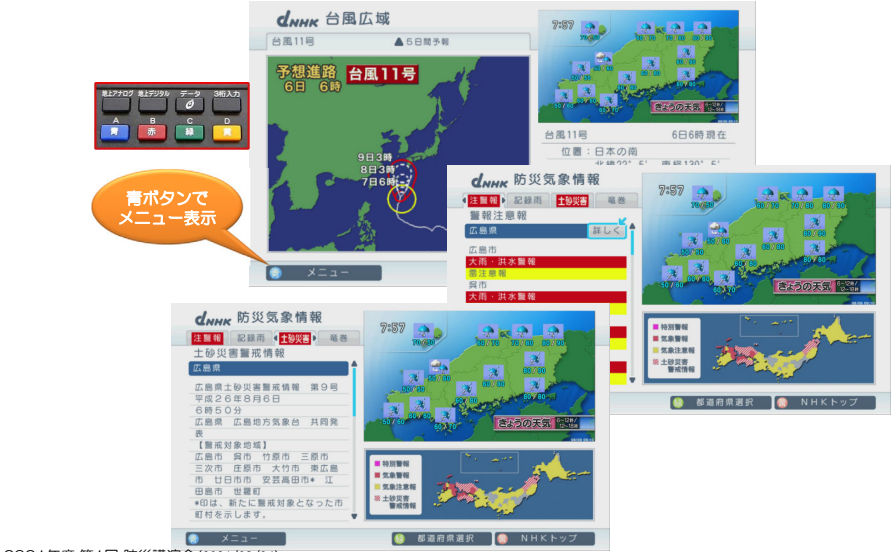 dNHK 台風広域
台風11号 ▲5日間予報
予想進路 台風11号
6日 6時
9日3時
8日3時
7日6時
メニュー
7:57
きょうの天気
台風11号 6日6時現在
位置：日本の南
地上アナログ 地上デジタル データ 3桁入力
A B C D
青 赤 緑 黄
青ボタンで
メニュー表示
dNHK 防災気象情報
注警報 記録雨 土砂災害 竜巻
警報注意報
広島県 詳しく
広島市
大雨・洪水警報
雷注意報
呉市
大雨・洪水警報
7:57
きょうの天気
特別警報
気象警報
気象注意報
土砂災害
警戒情報
都道府県選択 NHKトップ
dNHK 防災気象情報
注警報 記録雨 土砂災害 竜巻
土砂災害警戒情報
広島県
広島県土砂災害警戒情報 第9号
平成26年8月6日
6時50分
広島県 広島地方気象台 共同発
表
【警戒対象地域】
広島市 呉市 竹原市 三原市
三次市 庄原市 大竹市 東広島
市 廿日市市 安芸高田市* 江
田島市 世羅町
*印は、新たに警戒対象となった市
町村を示します。
メニュー
7:57
きょうの天気
特別警報
気象警報
気象注意報
土砂災害
警戒情報
都道府県選択 NHKトップ